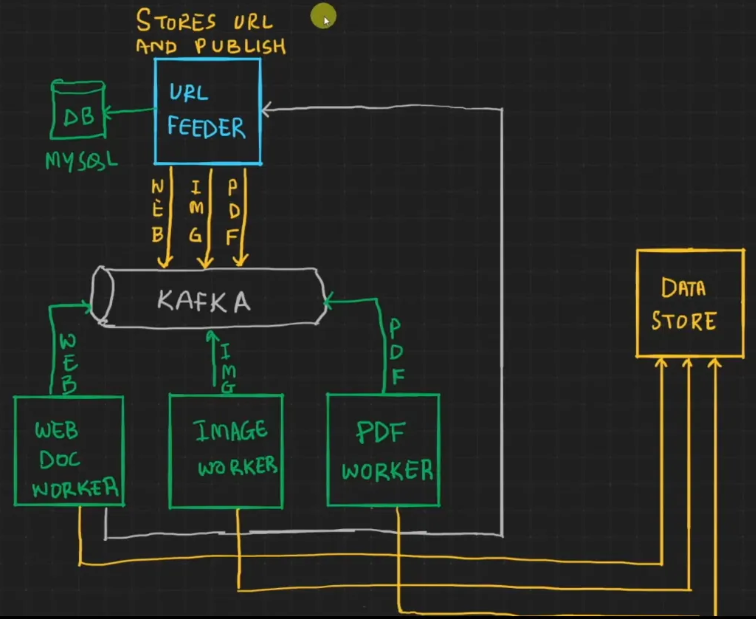 STORES URL
AND PUBLISH
URL
FEEDER
DB
MYSQL
WEB
IMG
PDF
KAFKA
WEB
IMG
PDF
DATA
STORE
WEB
DOC
WORKER
IMAGE
WORKER
PDF
WORKER